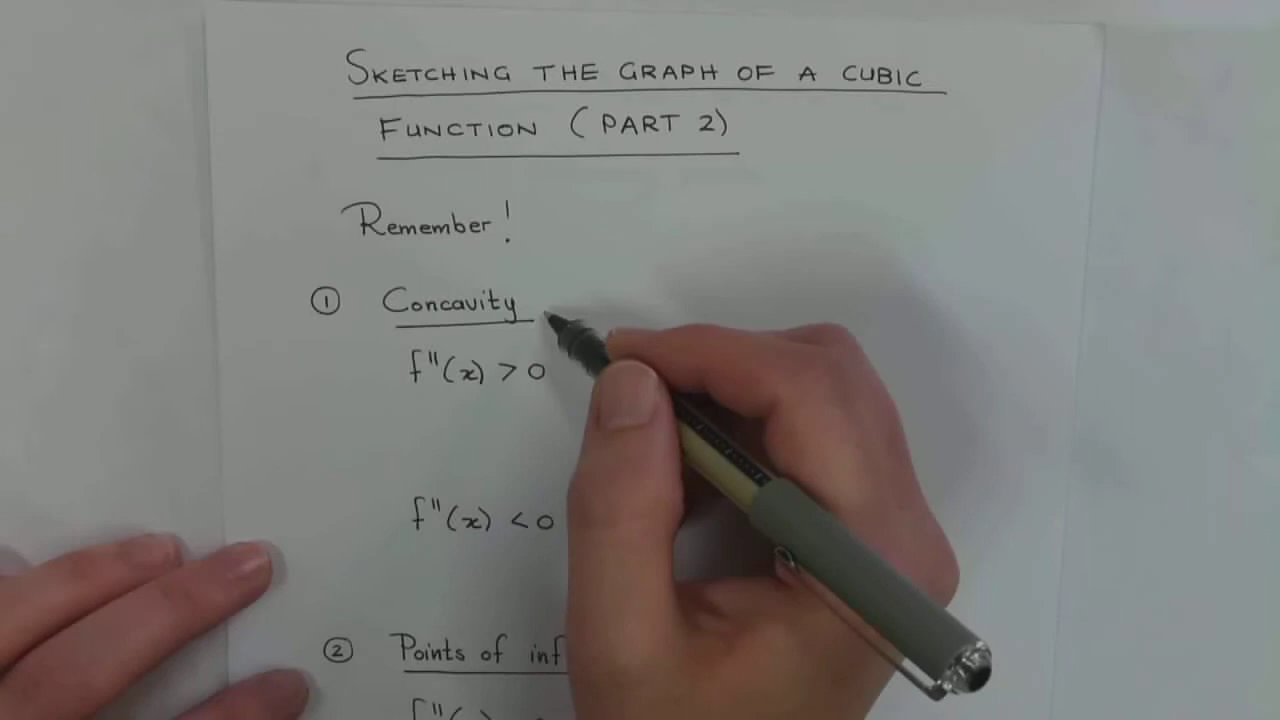 SKETCHING THE GRAPH OF A CUBIC
FUNCTION (PART 2)
Remember!
① Concavity
f''(x) > 0
f''(x) < 0
② Points of inf